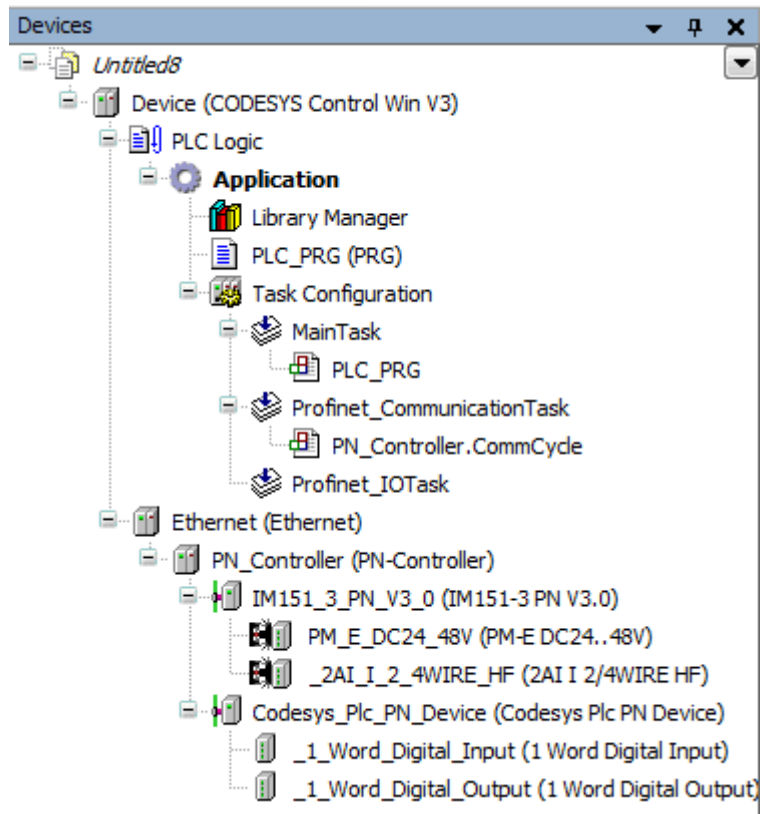 Devices
Untitled8
Device (CODESYS Control Win V3)
PLC Logic
Application
Library Manager
PLC_PRG (PRG)
Task Configuration
MainTask
PLC_PRG
Profinet_CommunicationTask
PN_Controller.CommCycle
Profinet_IOTask
Ethernet (Ethernet)
PN_Controller (PN-Controller)
IM151_3_PN_V3_0 (IM151-3 PN V3.0)
PM_E_DC24_48V (PM-E DC24..48V)
_2AI_I_2_4WIRE_HF (2AI I 2/4WIRE HF)
Codesys_Plc_PN_Device (Codesys Plc PN Device)
_1_Word_Digital_Input (1 Word Digital Input)
_1_Word_Digital_Output (1 Word Digital Output)